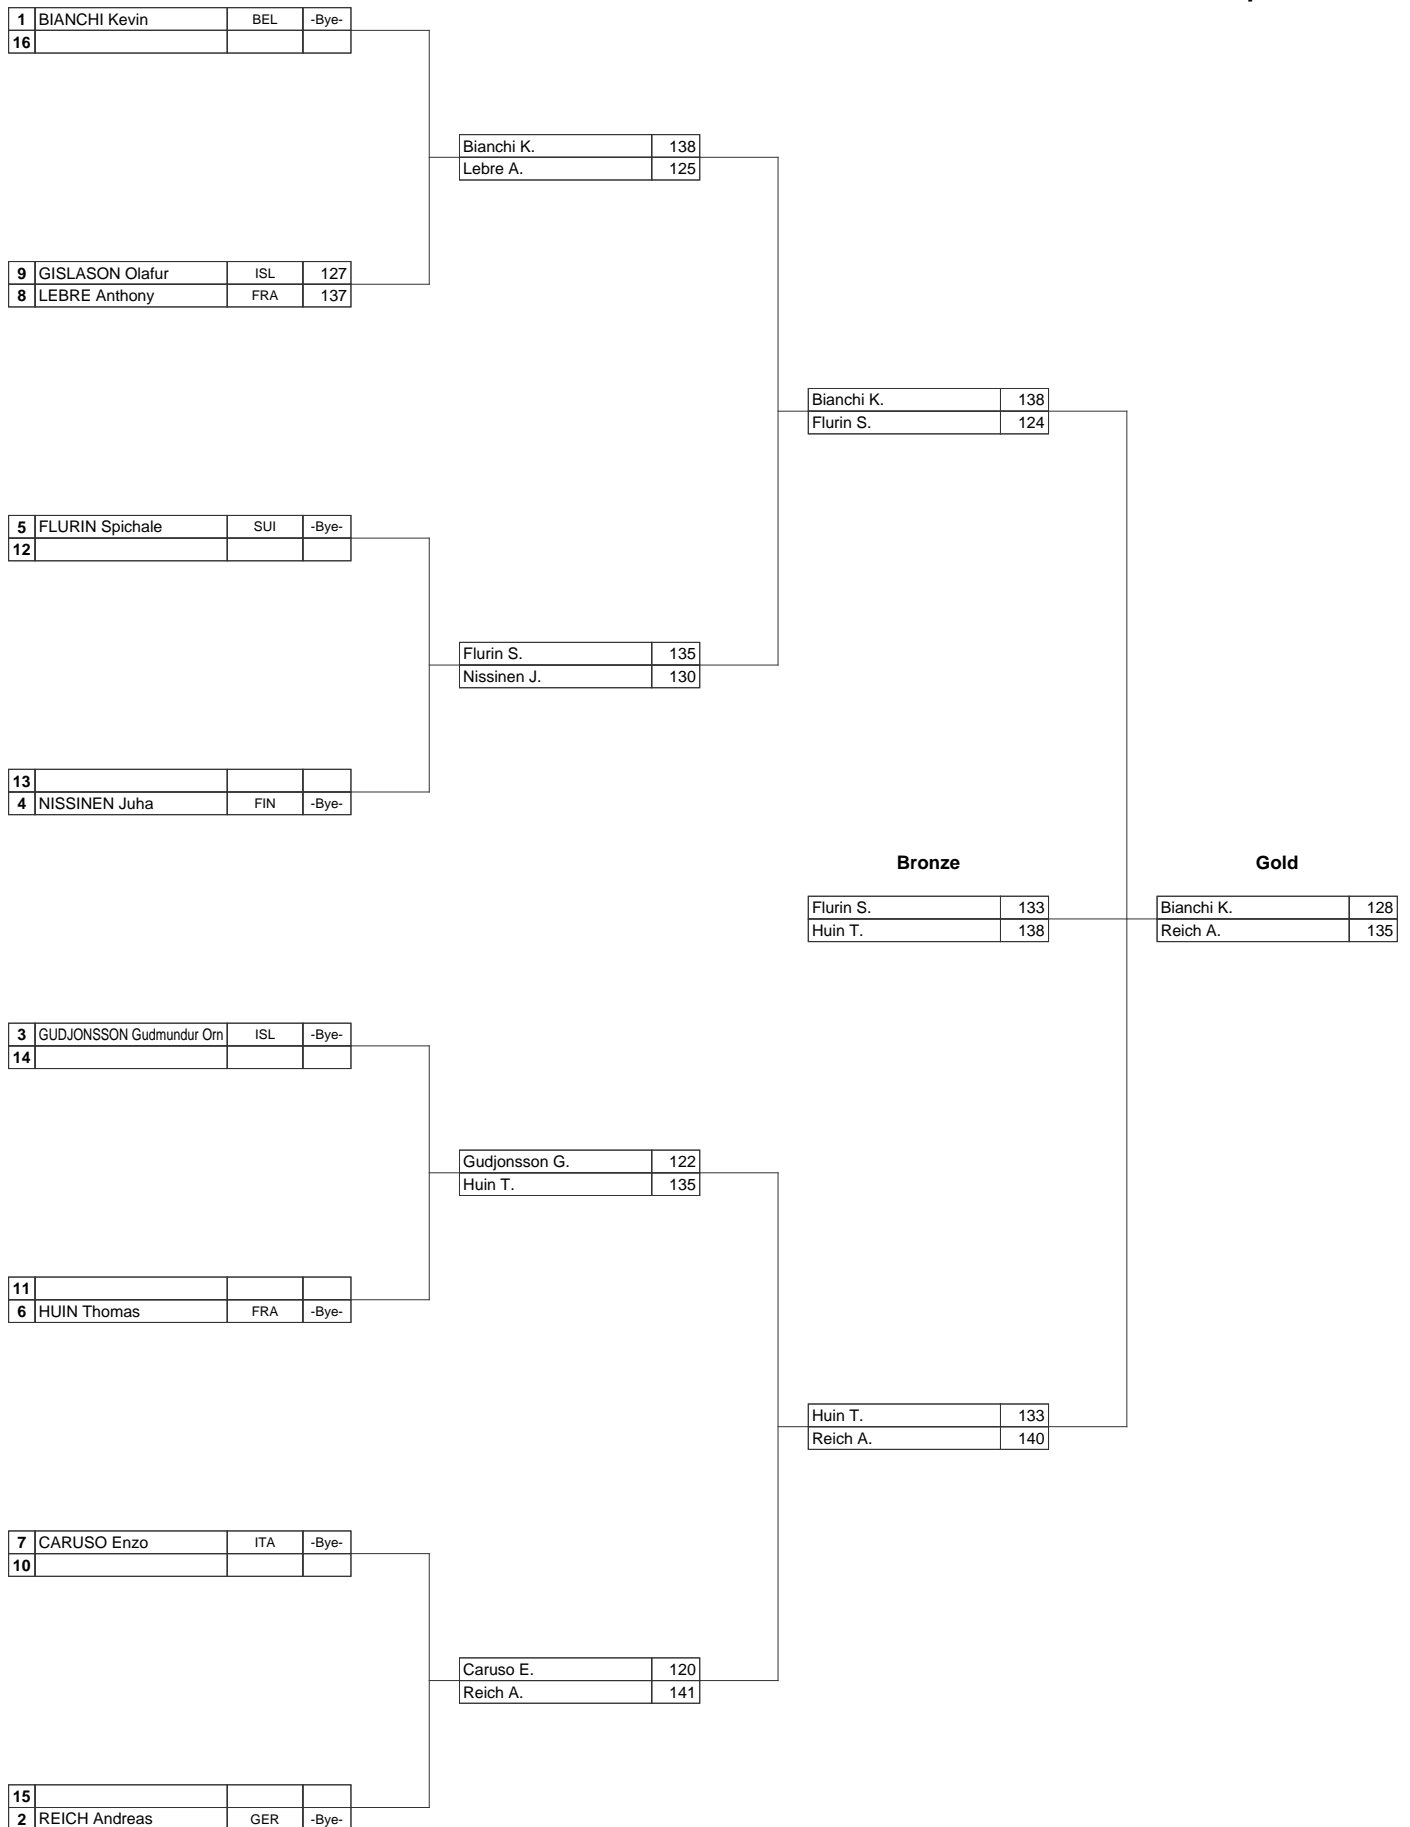 1 BIANCHI Kevin BEL -Bye-
16
Bianchi K. 138
Lebre A. 125
9 GISLASON Olafur ISL 127
8 LEBRE Anthony FRA 137
Bianchi K. 138
Flurin S. 124
5 FLURIN Spichale SUI -Bye-
12
Flurin S. 135
Nissinen J. 130
13
4 NISSINEN Juha FIN -Bye-
Bronze Gold
Flurin S. 133 Bianchi K. 128
Huin T. 138 Reich A. 135
3 GUDJONSSON Gudmundur Orn ISL -Bye-
14
Gudjonsson G. 122
Huin T. 135
11
6 HUIN Thomas FRA -Bye-
Huin T. 133
Reich A. 140
7 CARUSO Enzo ITA -Bye-
10
Caruso E. 120
Reich A. 141
15
2 REICH Andreas GER -Bye-